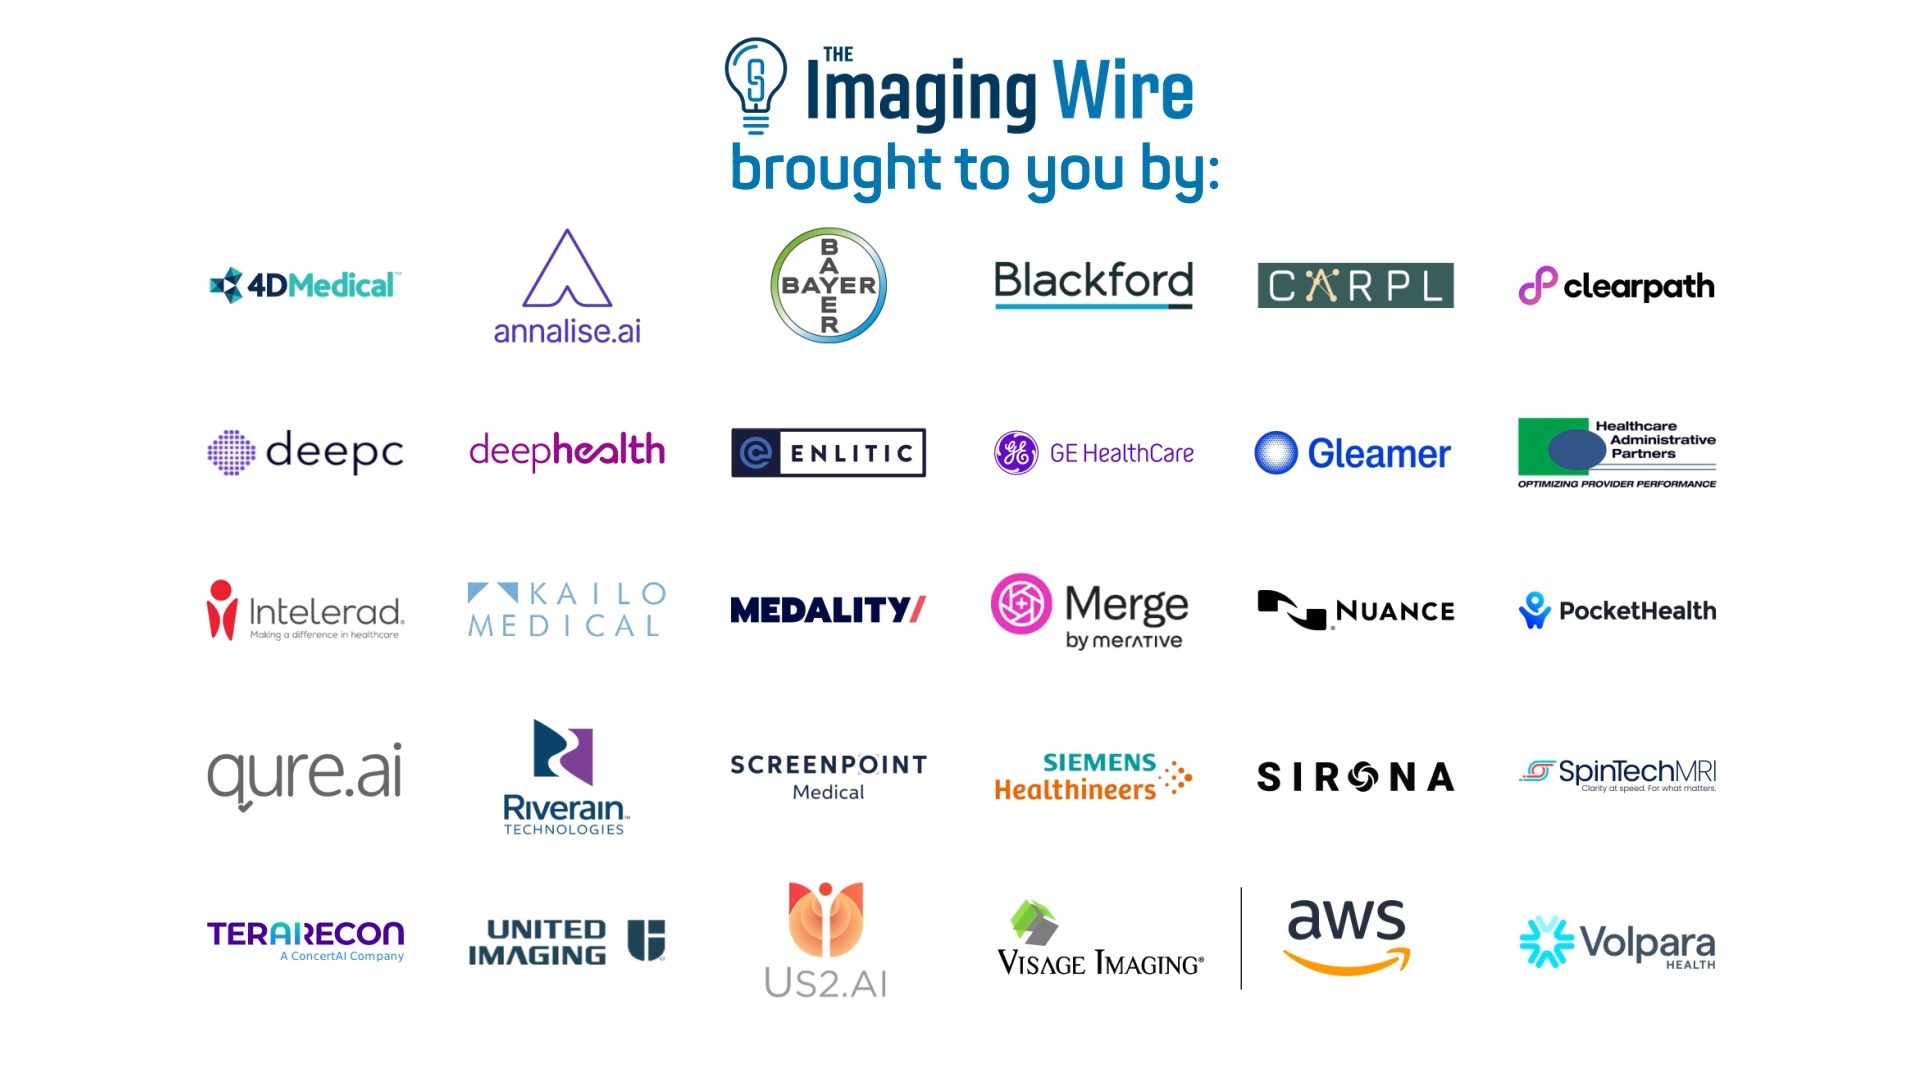 THE
Imaging Wire
brought to you by:
4DMedical™
annalise.ai
BAYER
BAYER
Blackford
CARPL
clearpath
deepc
deephealth
ENLITIC
GE HealthCare
Gleamer
Healthcare
Administrative
Partners
OPTIMIZING PROVIDER PERFORMANCE
Intelerad®
Making a difference in healthcare
KAILO
MEDICAL
MEDALITY/
Merge
by merative
NUANCE
PocketHealth
qure.ai
Riverain™
TECHNOLOGIES
SCREENPOINT
Medical
SIEMENS
Healthineers
SIRONA
SpinTechMRI
Clarity at speed. For what matters.
TERARECON
A ConcertAI Company
UNITED
IMAGING
US2.AI
VISAGE IMAGING®
aws
Volpara
HEALTH